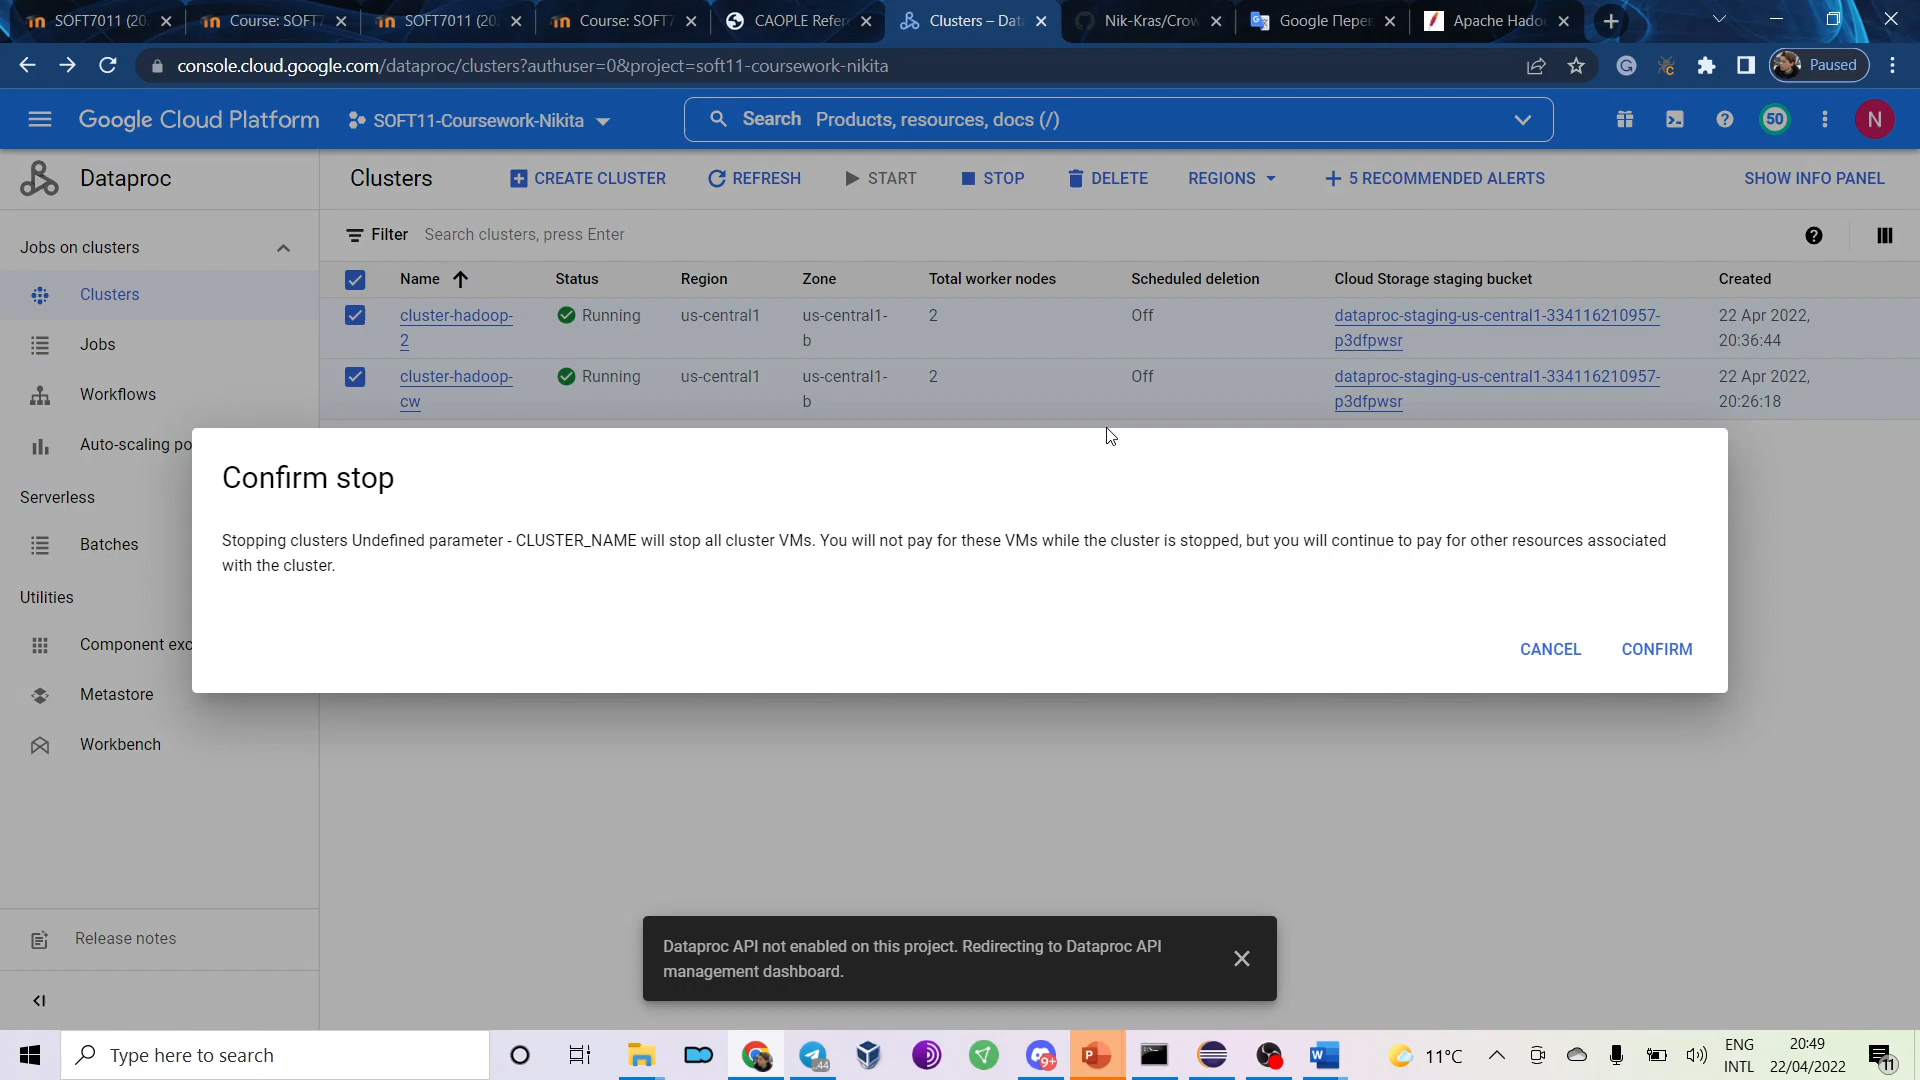 SOFT7011 (20
Course: SOFT7
SOFT7011 (20
Course: SOFT7
CAOPLE Refer
Clusters – Dat
Nik-Kras/Crow
Google Перев
Apache Hadoo
console.cloud.google.com/dataproc/clusters?authuser=0&project=soft11-coursework-nikita
Paused
Google Cloud Platform
SOFT11-Coursework-Nikita
Search Products, resources, docs (/)
50
N
Dataproc
Clusters
CREATE CLUSTER
REFRESH
START
STOP
DELETE
REGIONS
5 RECOMMENDED ALERTS
SHOW INFO PANEL
Jobs on clusters
Clusters
Jobs
Workflows
Auto-scaling po
Serverless
Batches
Utilities
Component exc
Metastore
Workbench
Release notes
Filter Search clusters, press Enter
Name Status Region Zone Total worker nodes Scheduled deletion Cloud Storage staging bucket Created
cluster-hadoop- Running us-central1 us-central1- 2 Off dataproc-staging-us-central1-334116210957- 22 Apr 2022,
2 b p3dfpwsr 20:36:44
cluster-hadoop- Running us-central1 us-central1- 2 Off dataproc-staging-us-central1-334116210957- 22 Apr 2022,
cw b p3dfpwsr 20:26:18
Confirm stop
Stopping clusters Undefined parameter - CLUSTER_NAME will stop all cluster VMs. You will not pay for these VMs while the cluster is stopped, but you will continue to pay for other resources associated
with the cluster.
CANCEL
CONFIRM
Dataproc API not enabled on this project. Redirecting to Dataproc API
management dashboard.
Type here to search
44
9+
11°C
ENG
INTL
20:49
22/04/2022
11